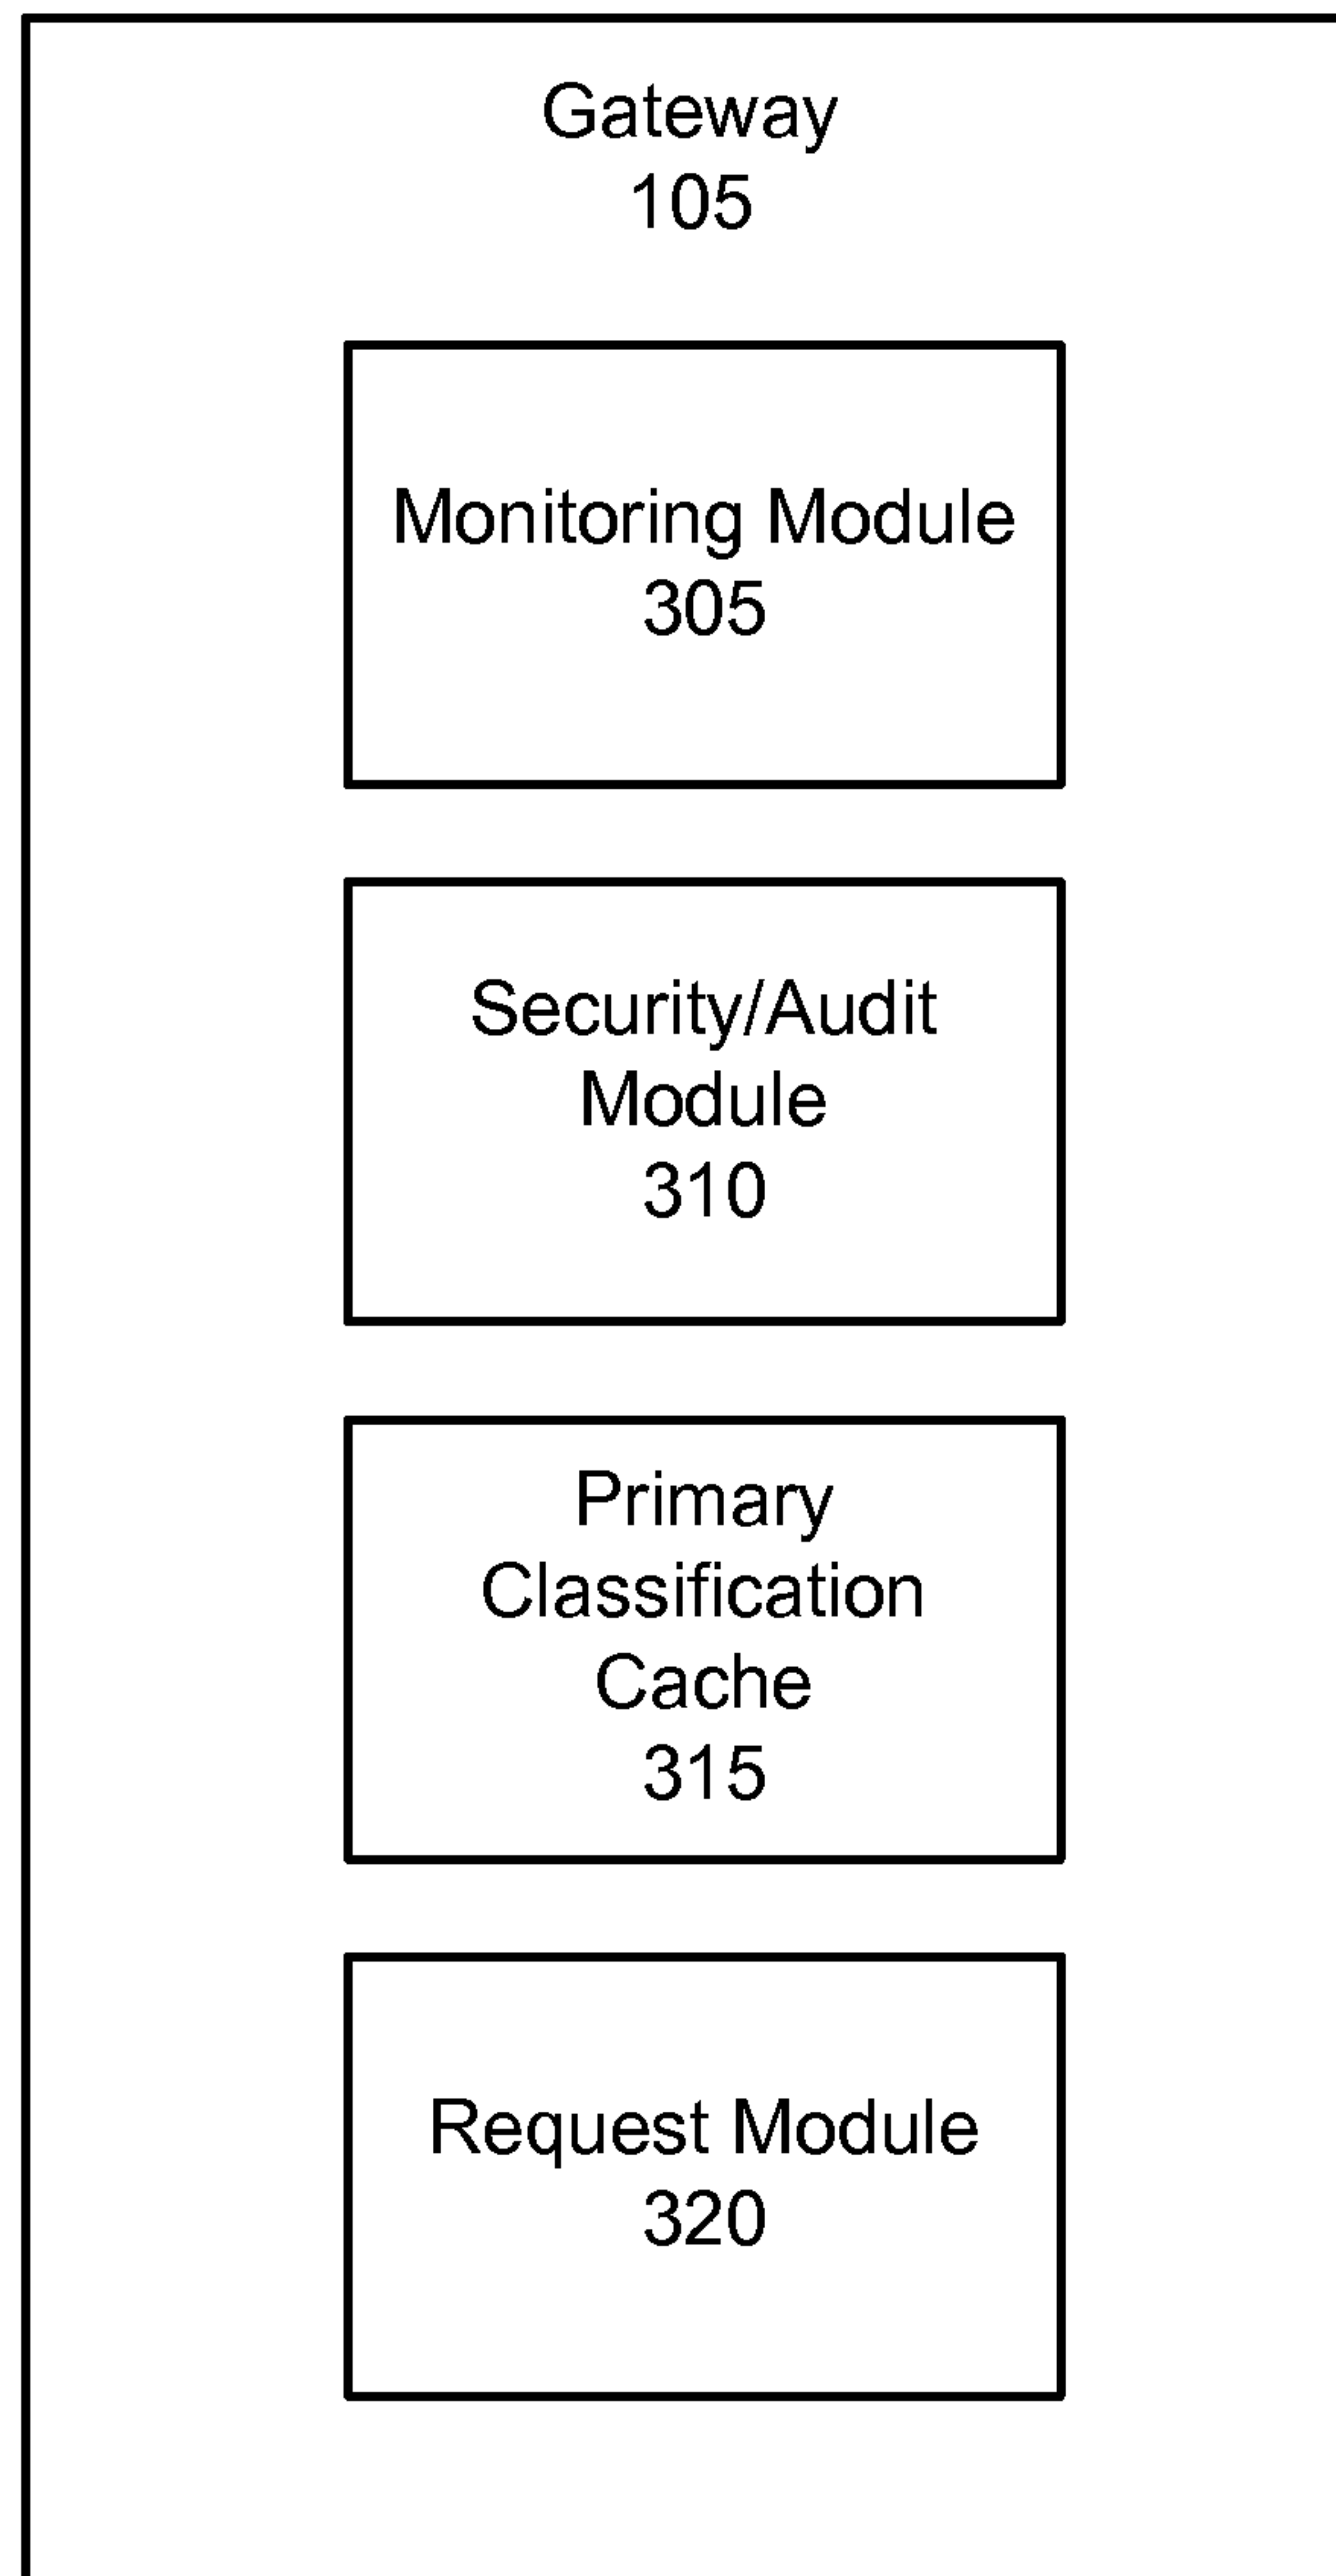 Gateway
105
Monitoring Module
305
Security/Audit
Module
310
Primary
Classification
Cache
315
Request Module
320